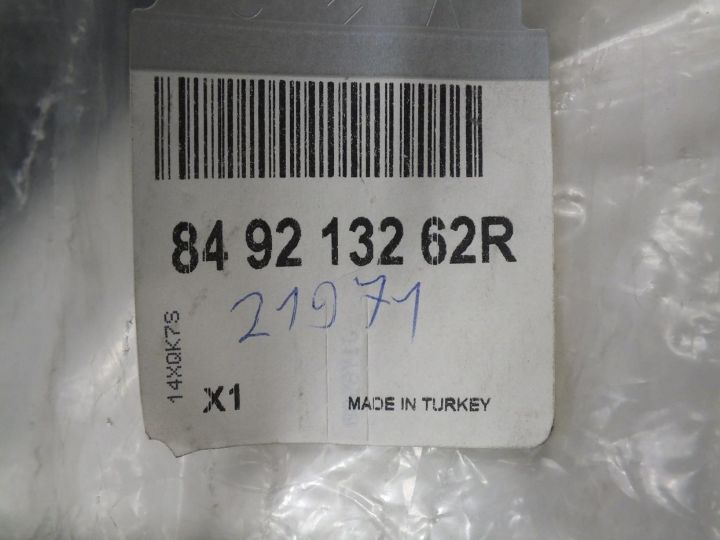 84 92 132 62R
21971
14XQK7S
X1
MADE IN TURKEY